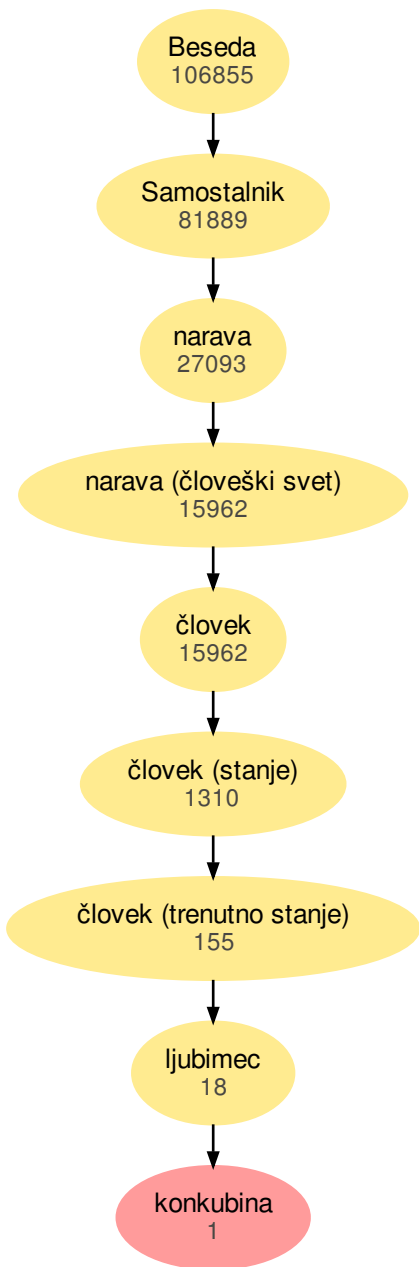 Beseda
106855
Samostalnik
81889
narava
27093
narava (človeški svet)
15962
človek
15962
človek (stanje)
1310
človek (trenutno stanje)
155
ljubimec
18
konkubina
1